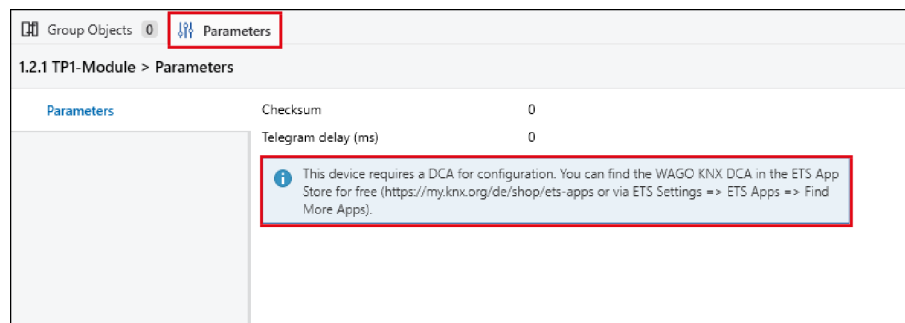 Group Objects 0 Parameters
1.2.1 TP1-Module > Parameters
Parameters
Checksum 0
Telegram delay (ms) 0
This device requires a DCA for configuration. You can find the WAGO KNX DCA in the ETS App
Store for free (https://my.knx.org/de/shop/ets-apps or via ETS Settings => ETS Apps => Find
More Apps).